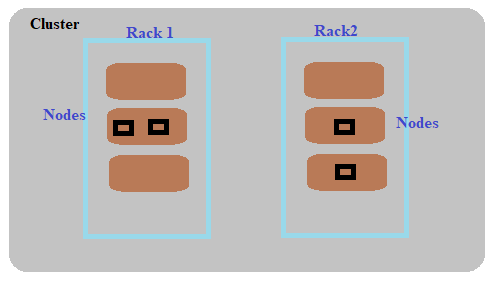 Cluster
Rack 1
Rack2
Nodes
Nodes